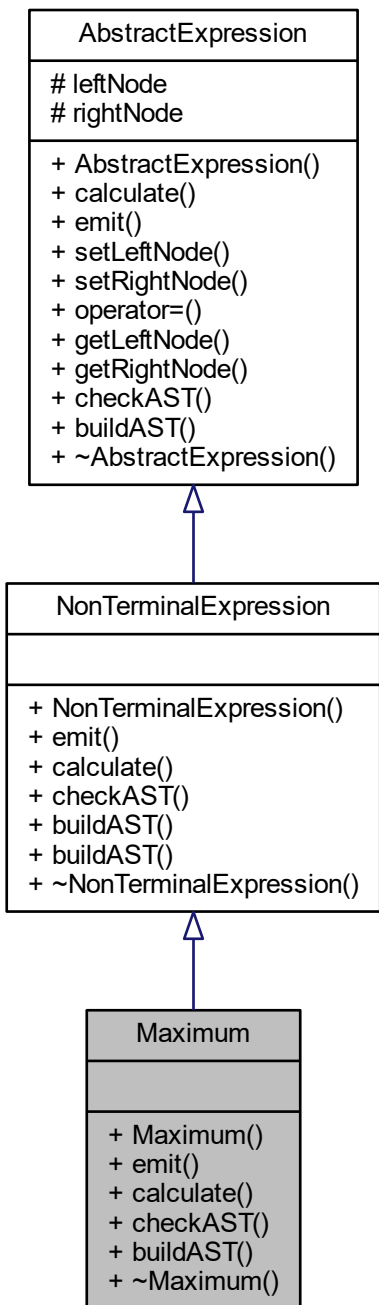 AbstractExpression
# leftNode
# rightNode
+ AbstractExpression()
+ calculate()
+ emit()
+ setLeftNode()
+ setRightNode()
+ operator=()
+ getLeftNode()
+ getRightNode()
+ checkAST()
+ buildAST()
+ ~AbstractExpression()
NonTerminalExpression
+ NonTerminalExpression()
+ emit()
+ calculate()
+ checkAST()
+ buildAST()
+ buildAST()
+ ~NonTerminalExpression()
Maximum
+ Maximum()
+ emit()
+ calculate()
+ checkAST()
+ buildAST()
+ ~Maximum()